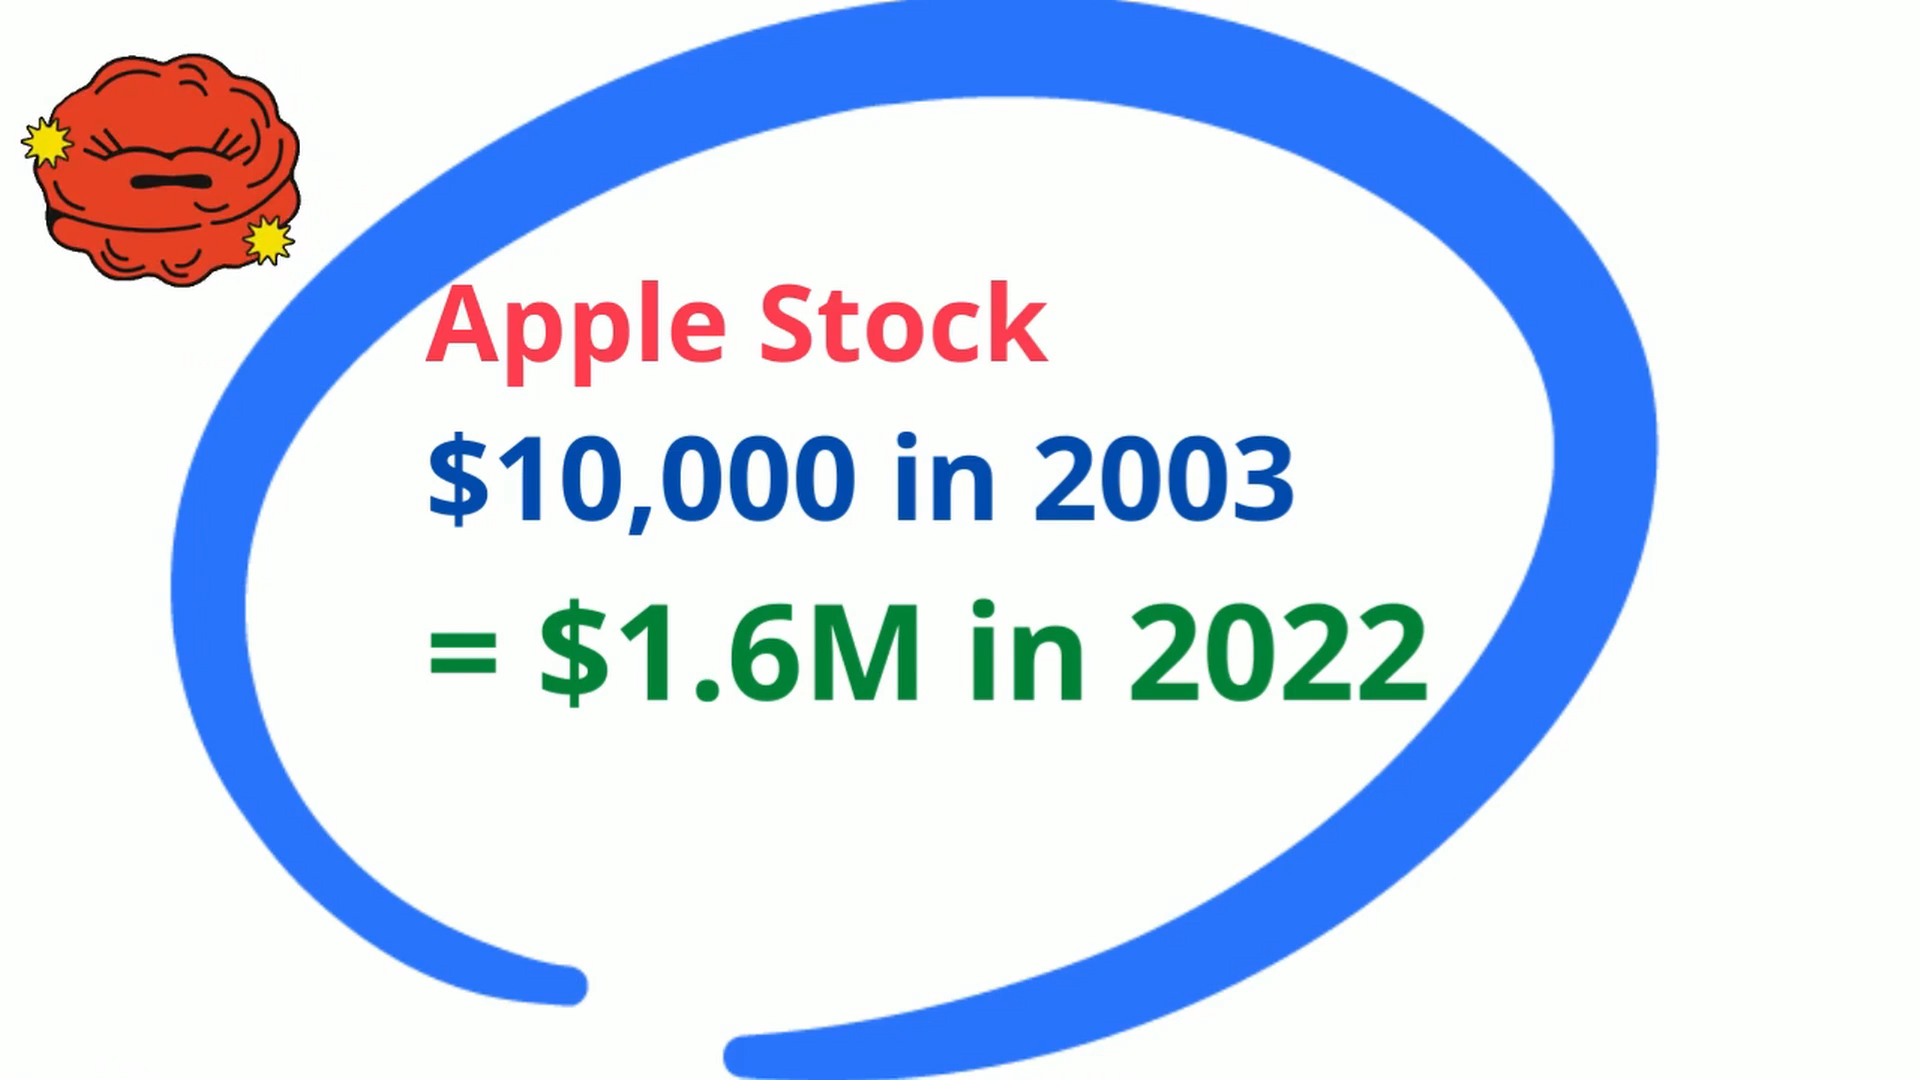 Apple Stock
$10,000 in 2003
= $1.6M in 2022